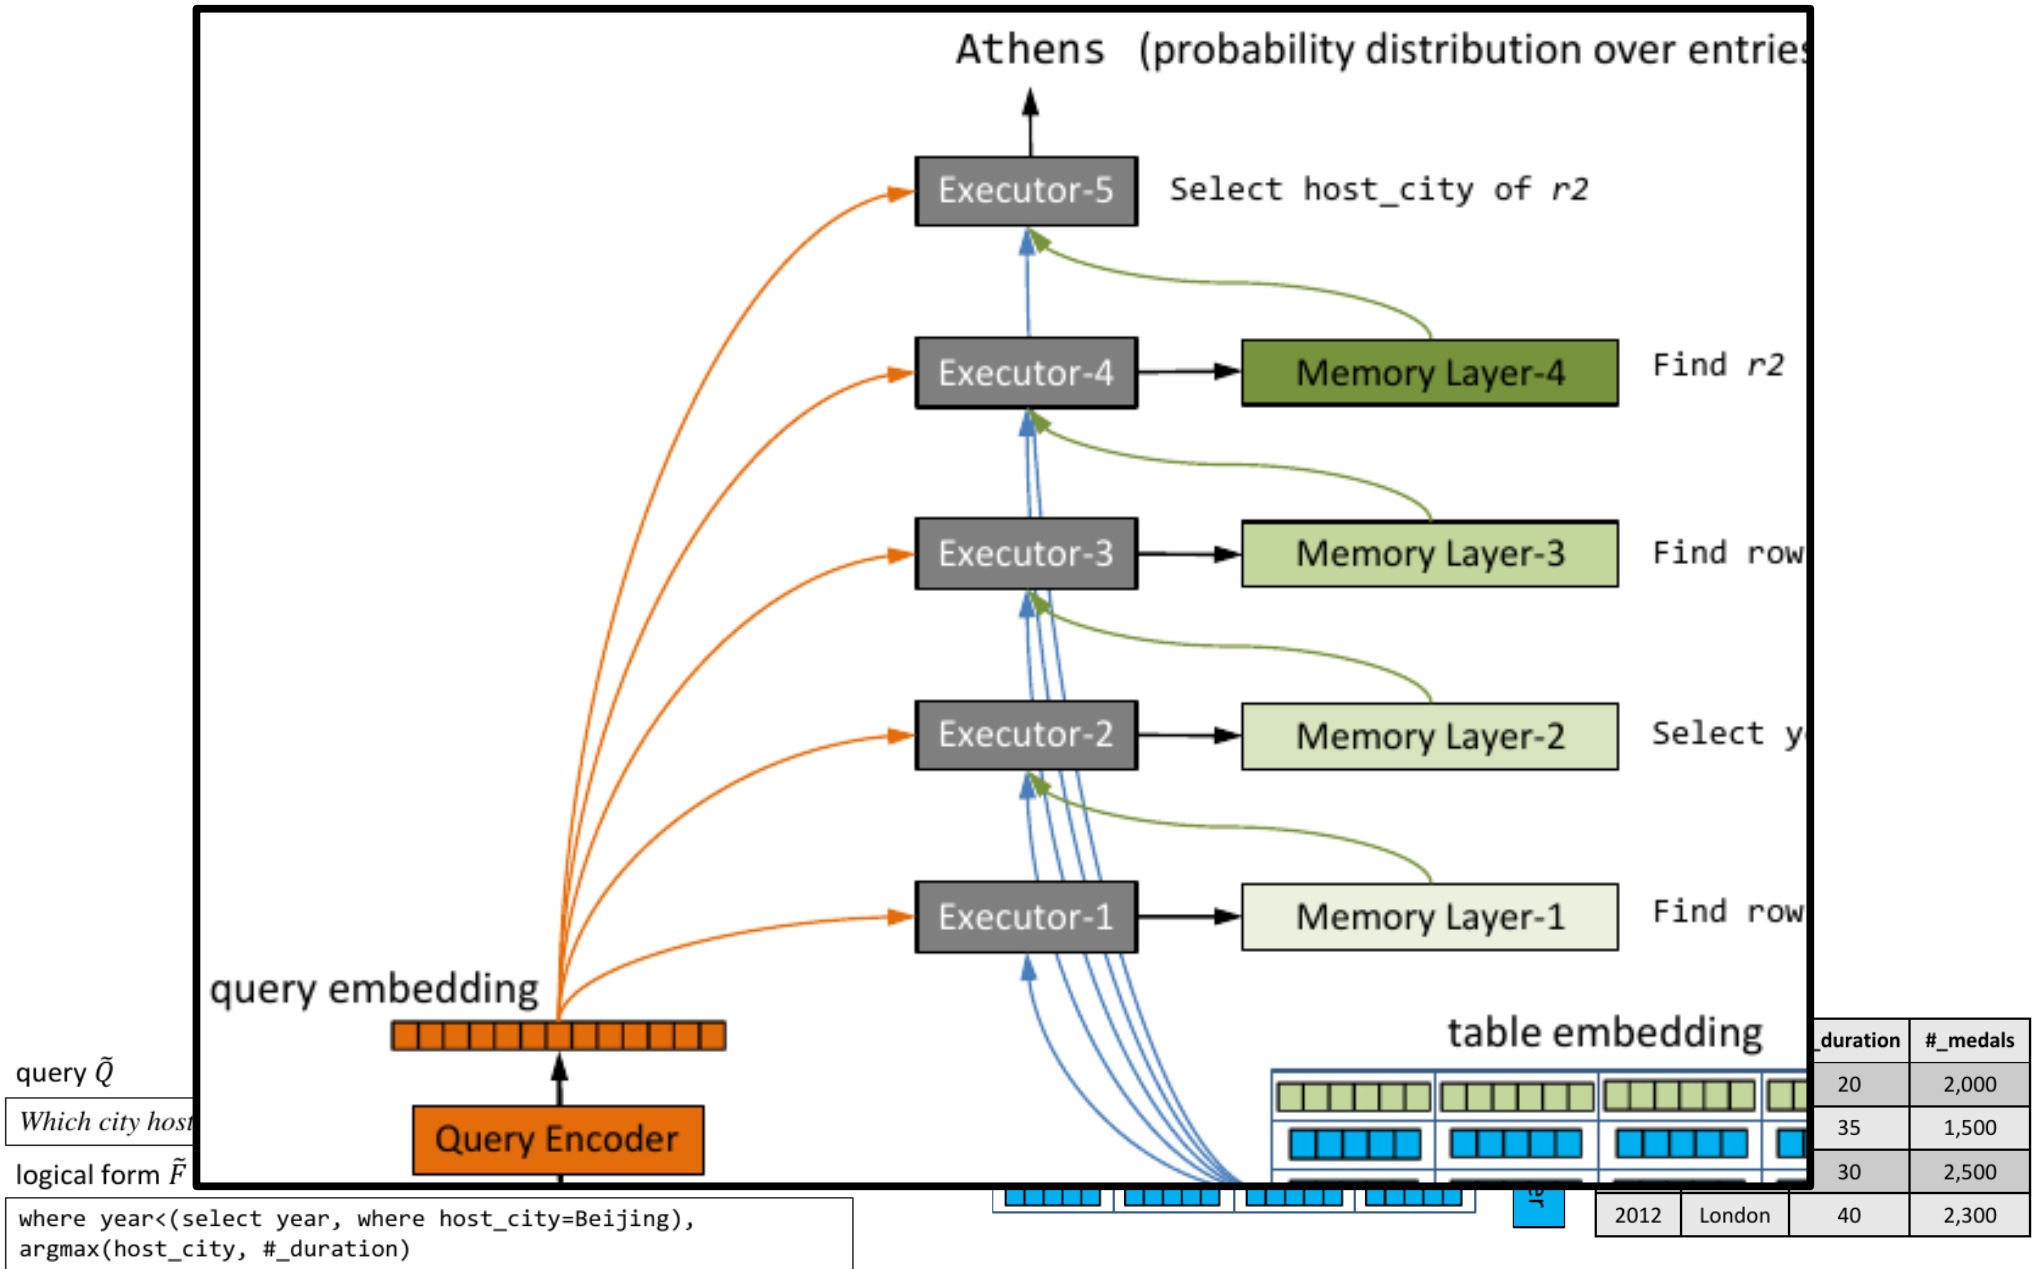 Athens (probability distribution over entries
Executor-5 Select host_city of r2
Executor-4 Memory Layer-4 Find r2
Executor-3 Memory Layer-3 Find row
Executor-2 Memory Layer-2 Select
Executor-1 Memory Layer-1 Find row
query embedding
table embedding
_duration #_medals
query Q̃
20 2,000
Which city host
Query Encoder
35 1,500
logical form F̃
30 2,500
where year<(select year, where host_city=Beijing),
argmax(host_city, #_duration)
2012 London 40 2,300